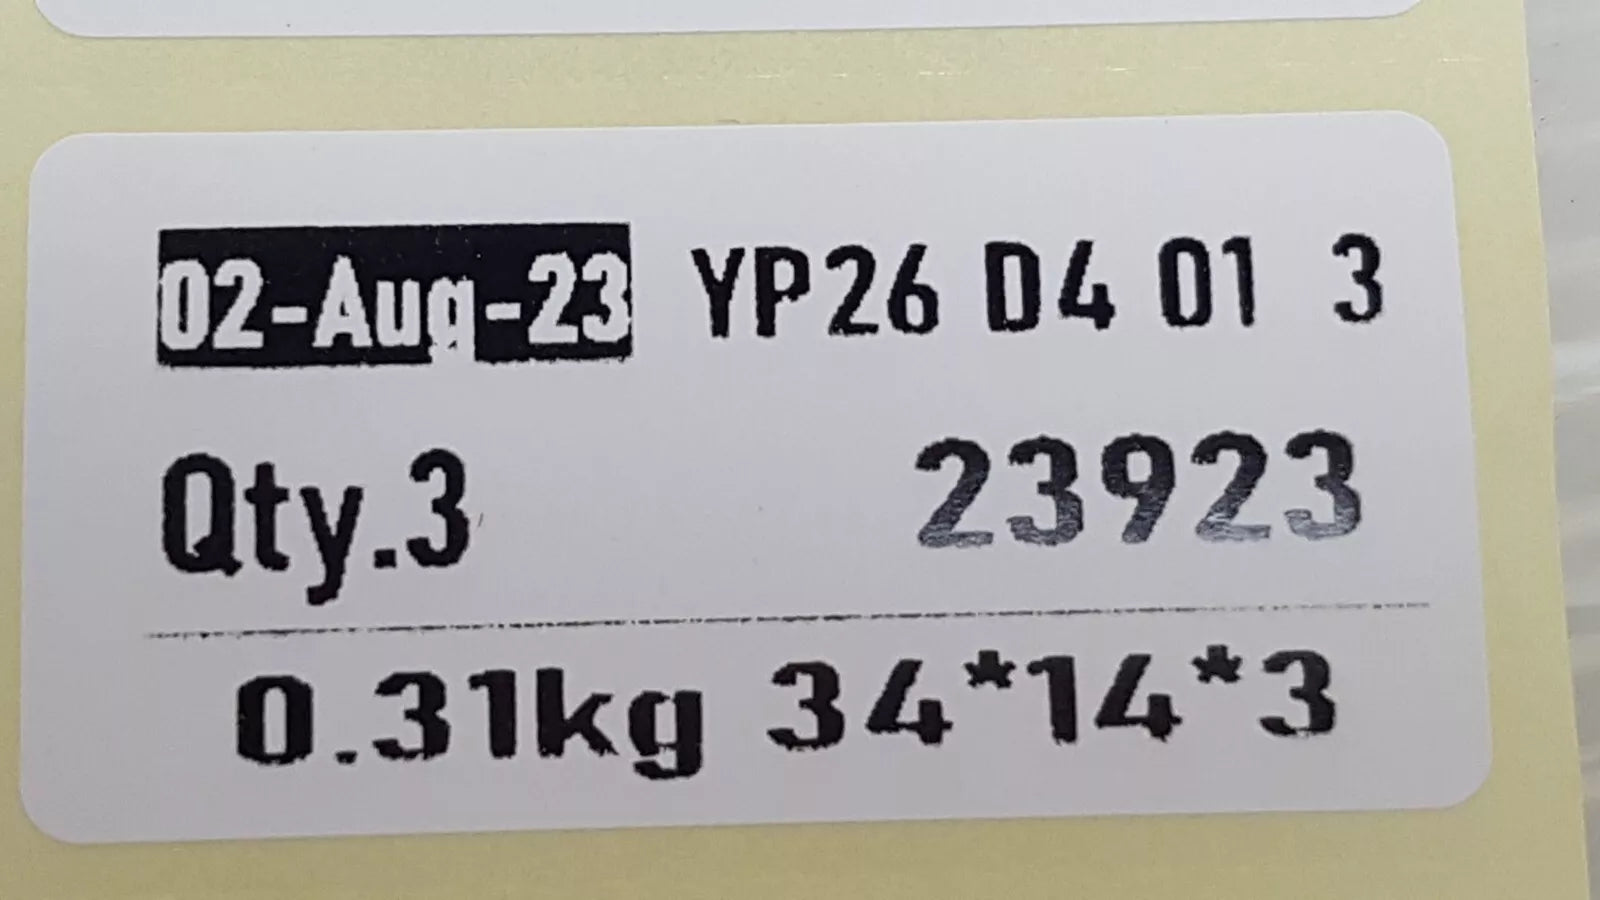 02-Aug-23 YP26 D4 01 3
Qty.3 23923
0.31kg 34*14*3